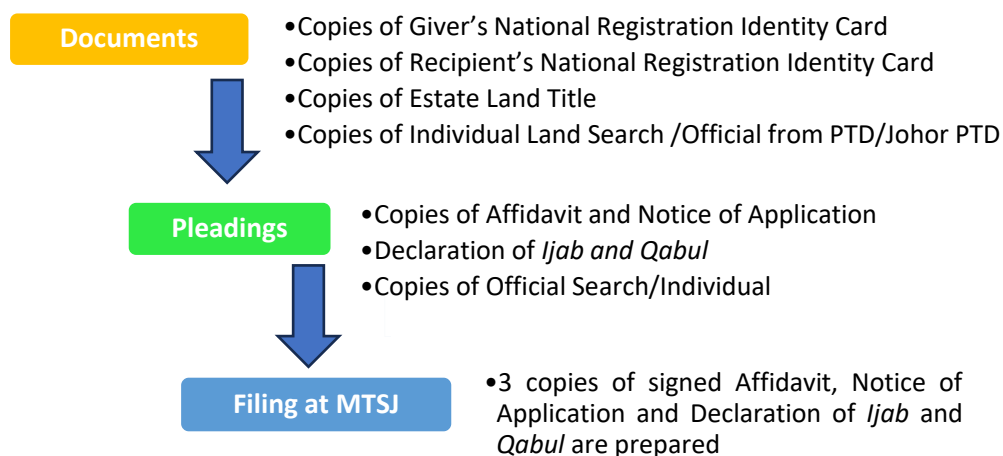 Documents
•Copies of Giver’s National Registration Identity Card
•Copies of Recipient’s National Registration Identity Card
•Copies of Estate Land Title
•Copies of Individual Land Search /Official from PTD/Johor PTD
Pleadings
•Copies of Affidavit and Notice of Application
•Declaration of Ijab and Qabul
•Copies of Official Search/Individual
Filing at MTSJ
•3 copies of signed Affidavit, Notice of
Application and Declaration of Ijab and
Qabul are prepared